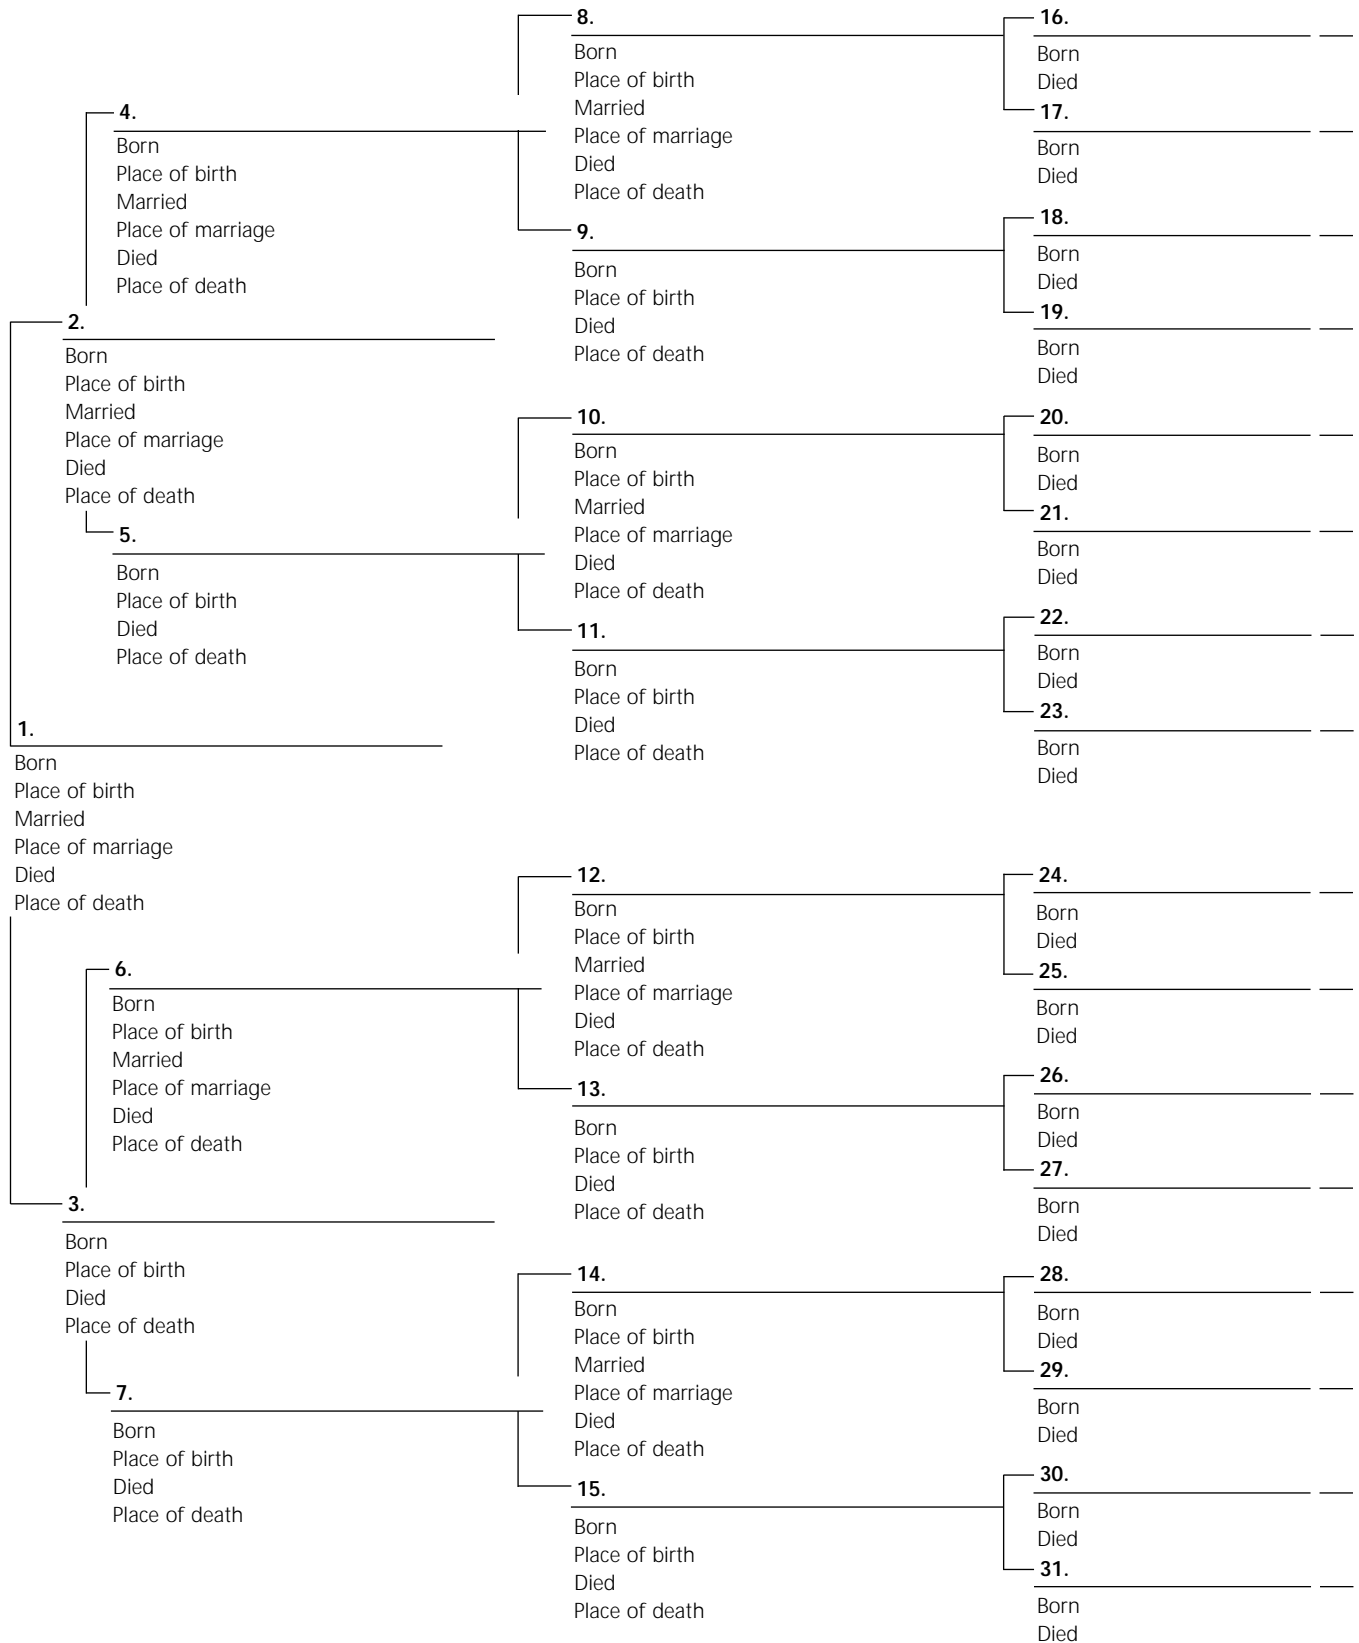 1.
Born
Place of birth
Married
Place of marriage
Died
Place of death
2.
Born
Place of birth
Married
Place of marriage
Died
Place of death
3.
Born
Place of birth
Died
Place of death
4.
Born
Place of birth
Married
Place of marriage
Died
Place of death
5.
Born
Place of birth
Died
Place of death
6.
Born
Place of birth
Married
Place of marriage
Died
Place of death
7.
Born
Place of birth
Died
Place of death
8.
Born
Place of birth
Married
Place of marriage
Died
Place of death
9.
Born
Place of birth
Died
Place of death
10.
Born
Place of birth
Married
Place of marriage
Died
Place of death
11.
Born
Place of birth
Died
Place of death
12.
Born
Place of birth
Married
Place of marriage
Died
Place of death
13.
Born
Place of birth
Died
Place of death
14.
Born
Place of birth
Married
Place of marriage
Died
Place of death
15.
Born
Place of birth
Died
Place of death
16.
Born
Died
17.
Born
Died
18.
Born
Died
19.
Born
Died
20.
Born
Died
21.
Born
Died
22.
Born
Died
23.
Born
Died
24.
Born
Died
25.
Born
Died
26.
Born
Died
27.
Born
Died
28.
Born
Died
29.
Born
Died
30.
Born
Died
31.
Born
Died